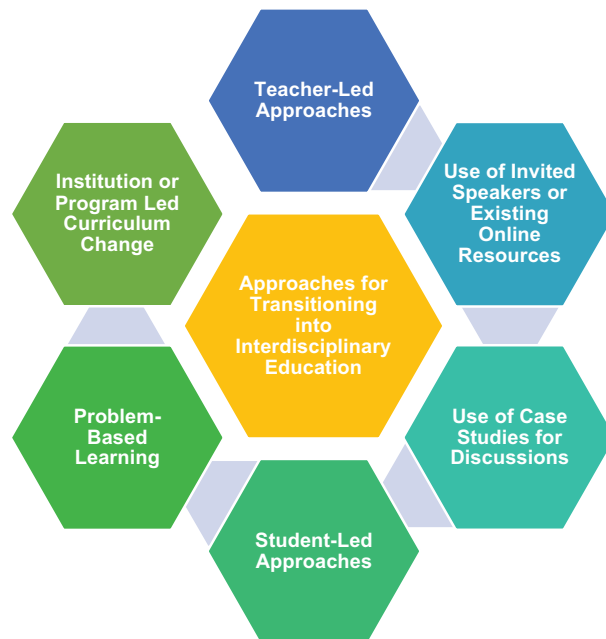 Teacher-Led
Approaches
Use of Invited
Speakers or
Existing
Online
Resources
Use of Case
Studies for
Discussions
Student-Led
Approaches
Problem-
Based
Learning
Institution or
Program Led
Curriculum
Change
Approaches for
Transitioning
into
Interdisciplinary
Education